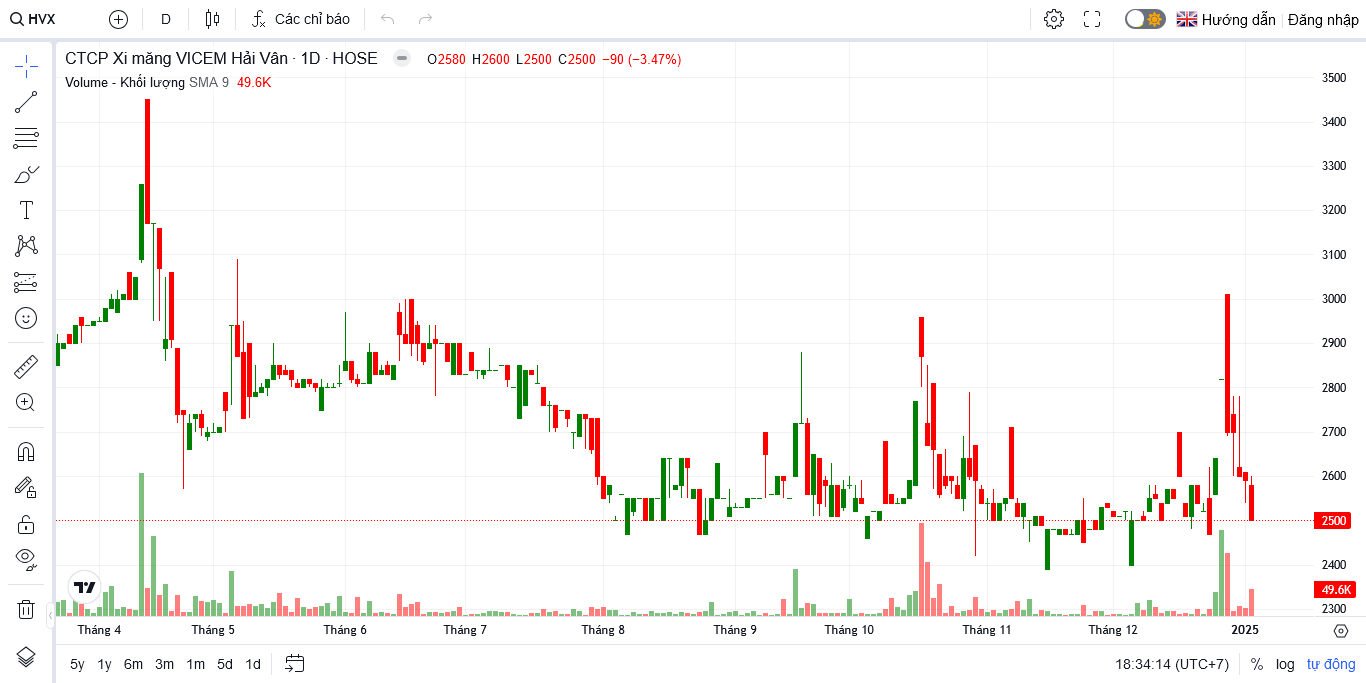 HVX D Các chỉ báo Hướng dẫn Đăng nhập
CTCP Xi măng VICEM Hải Vân · 1D · HOSE O2580 H2600 L2500 C2500 −90 (−3.47%)
Volume - Khối lượng SMA 9 49.6K
3500
3400
3300
3200
3100
3000
2900
2800
2700
2600
2500
2400
49.6K
2300
Tháng 4 Tháng 5 Tháng 6 Tháng 7 Tháng 8 Tháng 9 Tháng 10 Tháng 11 Tháng 12 2025
5y 1y 6m 3m 1m 5d 1d 18:34:14 (UTC+7) % log tự động